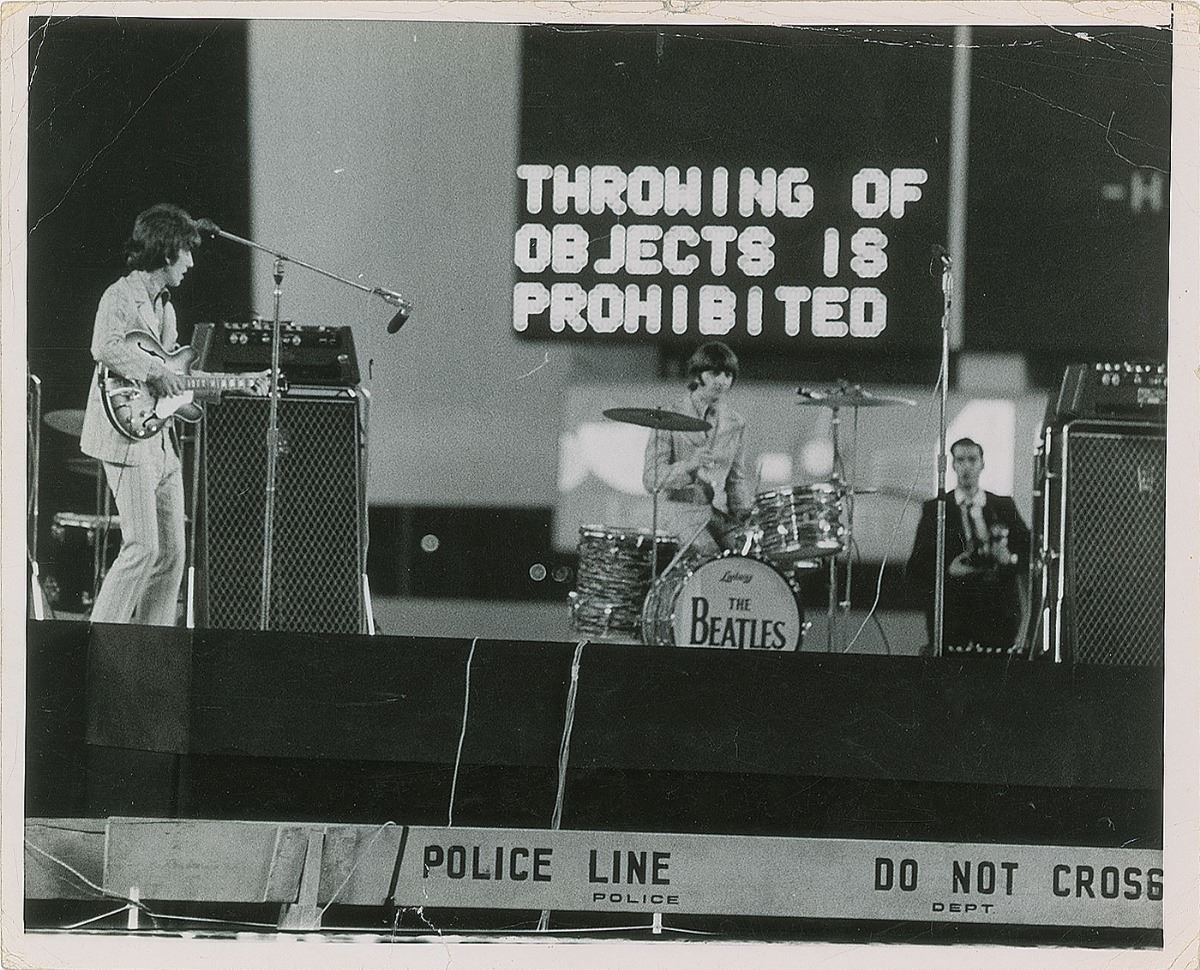 THROWING OF
OBJECTS IS
PROHIBITED
-H
Ludwig
THE
BEATLES
POLICE LINE DO NOT CROSS
POLICE DEPT.